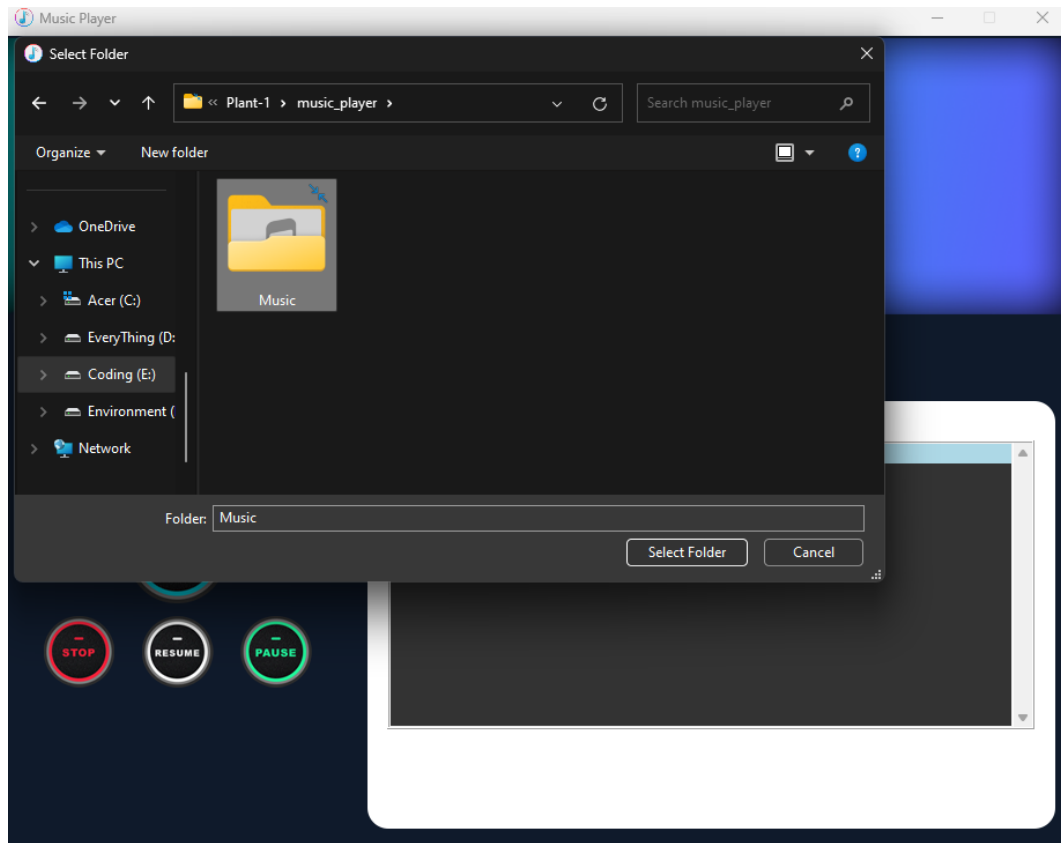 Music Player
Select Folder
« Plant-1 › music_player ›
Search music_player
Organize
New folder
OneDrive
This PC
Music
Acer (C:)
EveryThing (D:
Coding (E:)
Environment (
Network
Folder: Music
Select Folder
Cancel
STOP
RESUME
PAUSE